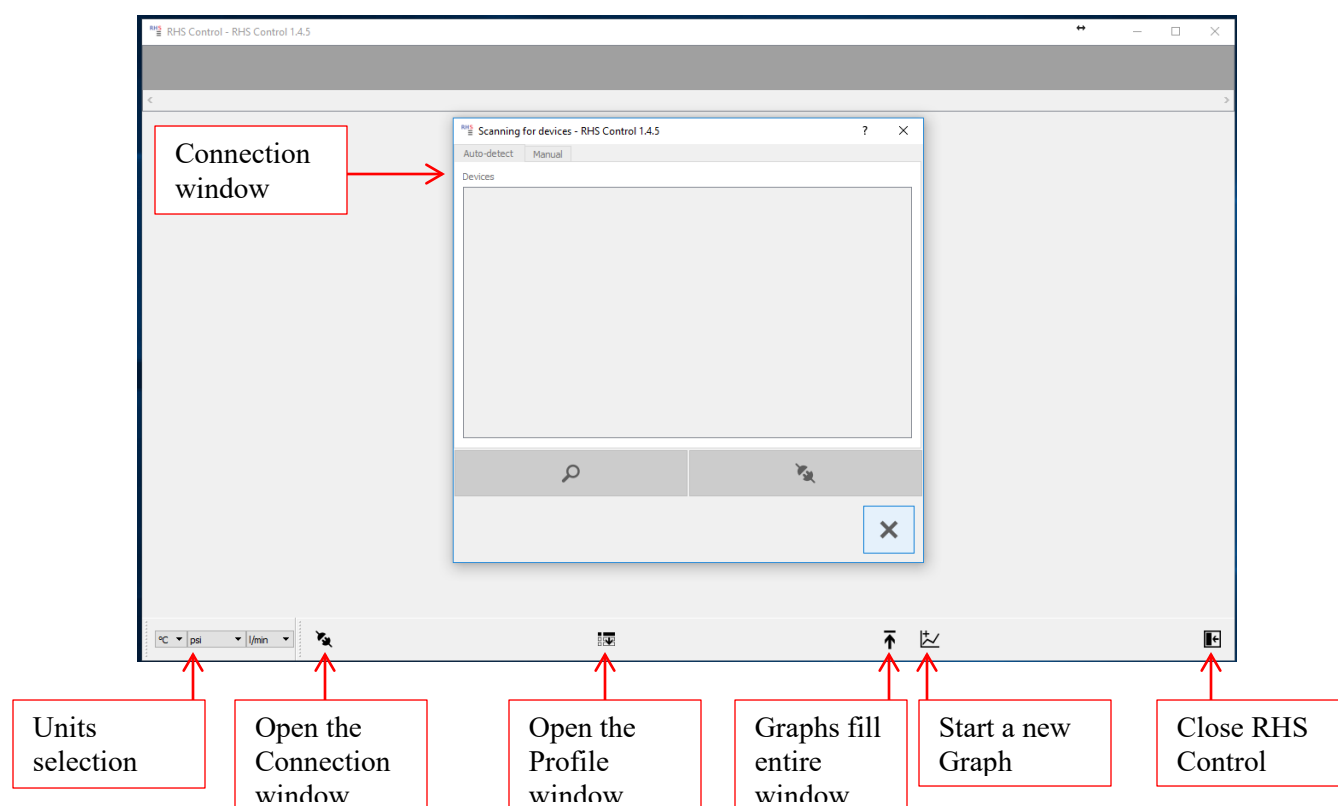 RHS Control - RHS Control 1.4.5
Connection
window
RHS
Scanning for devices - RHS Control 1.4.5
?
Auto-detect Manual
Devices
°C psi l/min
Units
selection
Open the
Connection
window
Open the
Profile
window
Graphs fill
entire
window
Start a new
Graph
Close RHS
Control